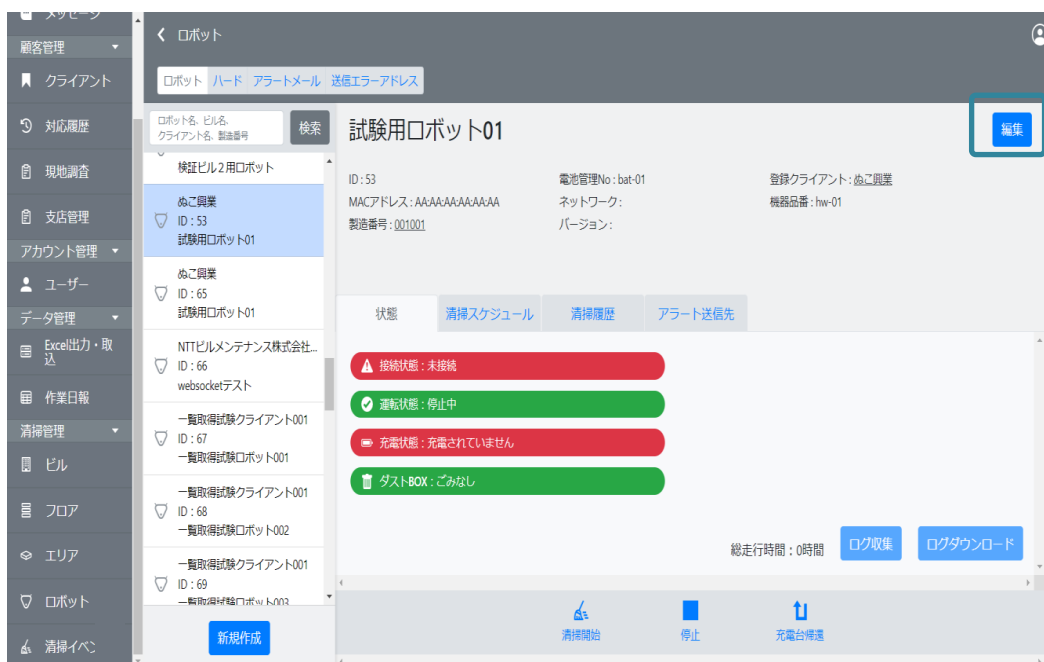 メッセージ
顧客管理
クライアント
対応履歴
現地調査
支店管理
アカウント管理
ユーザー
データ管理
Excel出力・取
込
作業日報
清掃管理
ビル
フロア
エリア
ロボット
清掃イベン
ロボット
ロボット ハード アラートメール 送信エラーアドレス
ロボット名、ビル名、
クライアント名、製造番号
検索
検証ビル2用ロボット
ぬこ興業
ID : 53
試験用ロボット01
ぬこ興業
ID : 65
試験用ロボット01
NTTビルメンテナンス株式会社...
ID : 66
websocketテスト
一覧取得試験クライアント001
ID : 67
一覧取得試験ロボット001
一覧取得試験クライアント001
ID : 68
一覧取得試験ロボット002
一覧取得試験クライアント001
ID : 69
一覧取得試験ロボット003
新規作成
試験用ロボット01
編集
ID : 53
MACアドレス : AA:AA:AA:AA:AA:AA
製造番号 : 001001
電池管理No : bat-01
ネットワーク :
バージョン :
登録クライアント : ぬこ興業
機器品番 : hw-01
状態 清掃スケジュール 清掃履歴 アラート送信先
接続状態 : 未接続
運転状態 : 停止中
充電状態 : 充電されていません
ダストBOX : ごみなし
総走行時間 : 0時間
ログ収集
ログダウンロード
清掃開始 停止 充電台帰還